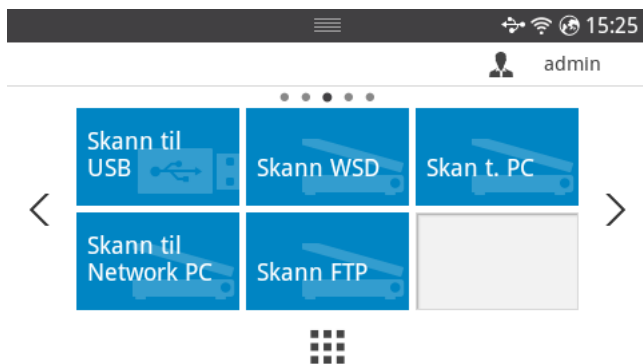 15:25
admin
Skann til
USB
Skann WSD
Skan t. PC
Skann til
Network PC
Skann FTP